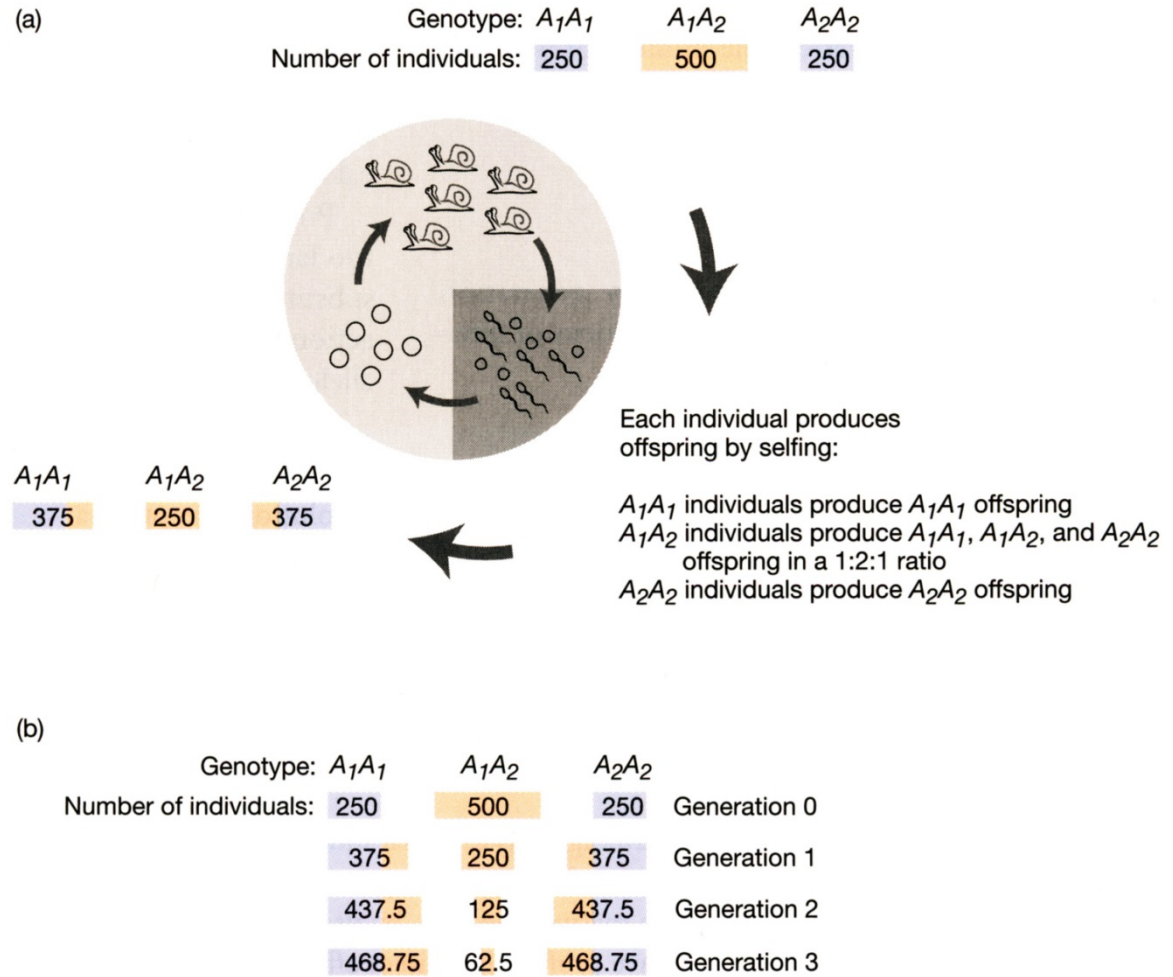 (a)
Genotype: A1A1 A1A2 A2A2
Number of individuals: 250 500 250
Each individual produces
offspring by selfing:
A1A1 individuals produce A1A1 offspring
A1A2 individuals produce A1A1, A1A2, and A2A2
offspring in a 1:2:1 ratio
A2A2 individuals produce A2A2 offspring
A1A1 A1A2 A2A2
375 250 375
(b)
Genotype: A1A1 A1A2 A2A2
Number of individuals: 250 500 250 Generation 0
375 250 375 Generation 1
437.5 125 437.5 Generation 2
468.75 62.5 468.75 Generation 3